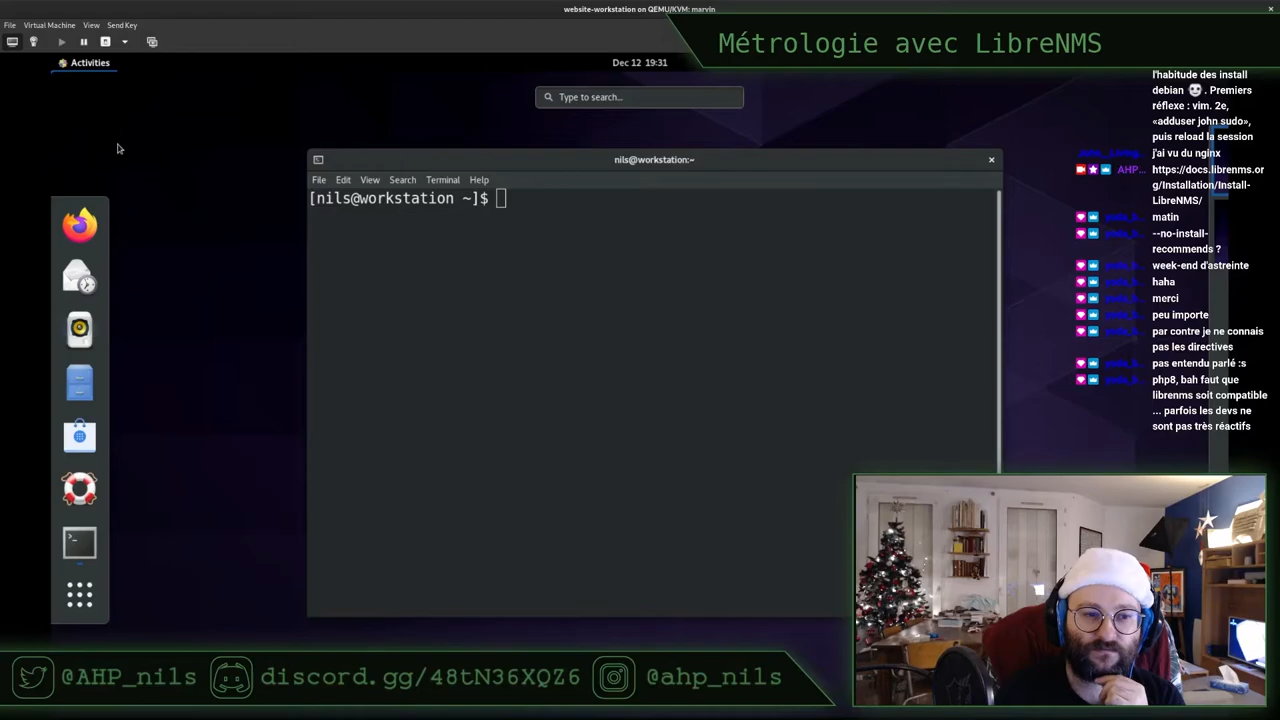 website-workstation on QEMU/KVM: marvin
File Virtual Machine View Send Key
Métrologie avec LibreNMS
Activities
Dec 12 19:31
Type to search...
nils@workstation:~
File Edit View Search Terminal Help
[nils@workstation ~]$
l'habitude des install
debian 💀. Premiers
réflexe : vim. 2e,
«adduser john sudo»,
puis reload la session
j'ai vu du nginx
AHP... https://docs.librenms.or
g/Installation/Install-
LibreNMS/
matin
--no-install-
recommends ?
week-end d'astreinte
haha
merci
peu importe
par contre je ne connais
pas les directives
pas entendu parlé :s
php8, bah faut que
librenms soit compatible
... parfois les devs ne
sont pas très réactifs
@AHP_nils discord.gg/48tN36XQZ6 @ahp_nils